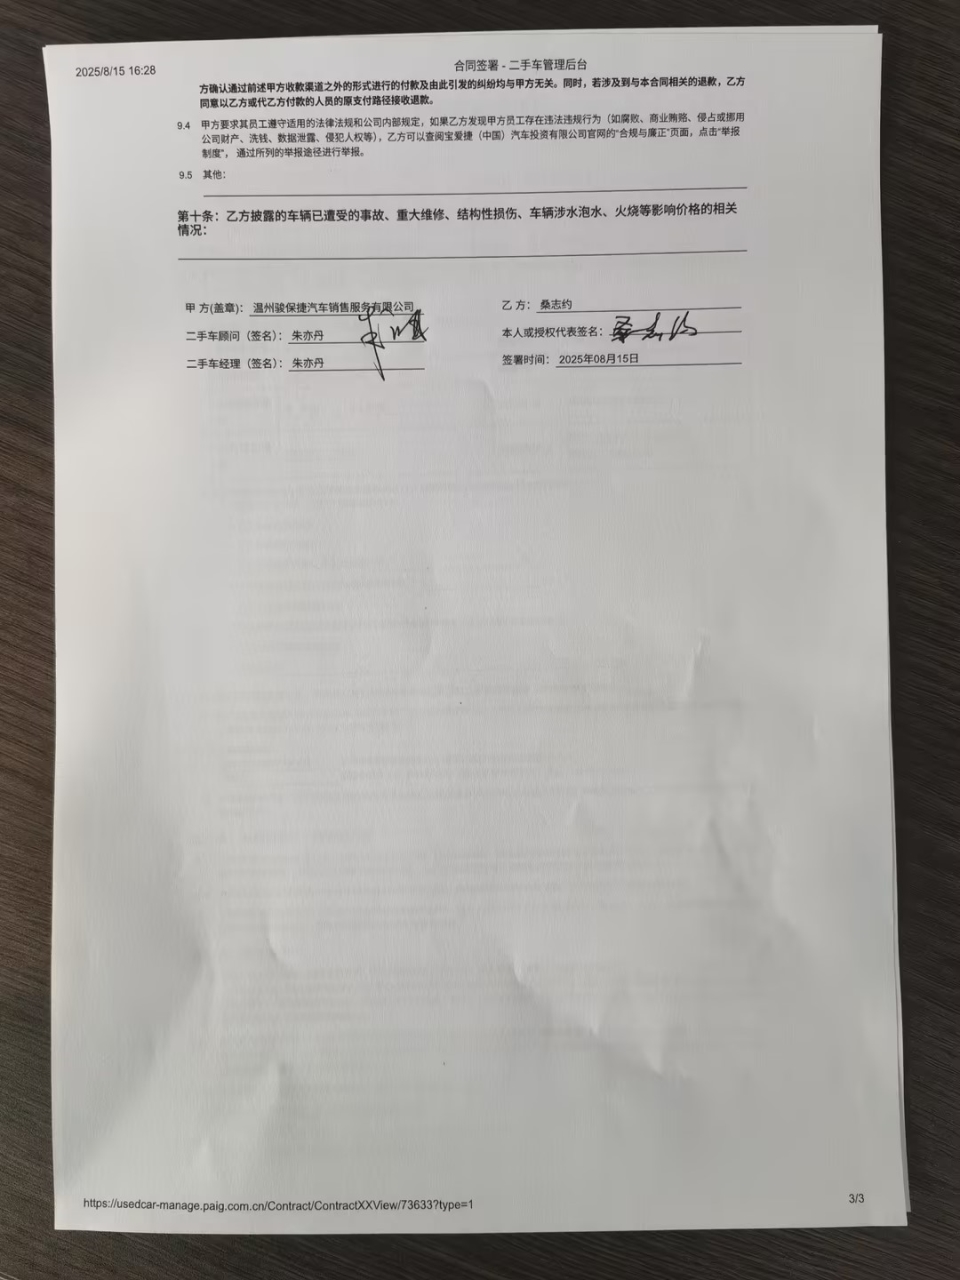 2025/8/15 16:28
合同签署 - 二手车管理后台
方确认通过前述甲方收款渠道之外的形式进行的付款及由此引发的纠纷均与甲方无关。同时，若涉及到与本合同相关的退款，乙方
同意以乙方或代乙方付款的人员的原支付路径接收退款。
9.4 甲方要求其员工遵守适用的法律法规和公司内部规定，如果乙方发现甲方员工存在违法违规行为（如腐败、商业贿赂、侵占或挪用
公司财产、洗钱、数据泄露、侵犯人权等），乙方可以查阅宝爱捷（中国）汽车投资有限公司官网的“合规与廉正”页面，点击“举报
制度”，通过所列的举报途径进行举报。
9.5 其他：
第十条：乙方披露的车辆已遭受的事故、重大维修、结构性损伤、车辆涉水泡水、火烧等影响价格的相关
情况：
甲 方(盖章)： 温州骏保捷汽车销售服务有限公司
乙 方： 桑志约
二手车顾问（签名）： 朱亦丹
本人或授权代表签名： 桑志约
二手车经理（签名）： 朱亦丹
签署时间： 2025年08月15日
https://usedcar-manage.paig.com.cn/Contract/ContractXXView/73633?type=1
3/3